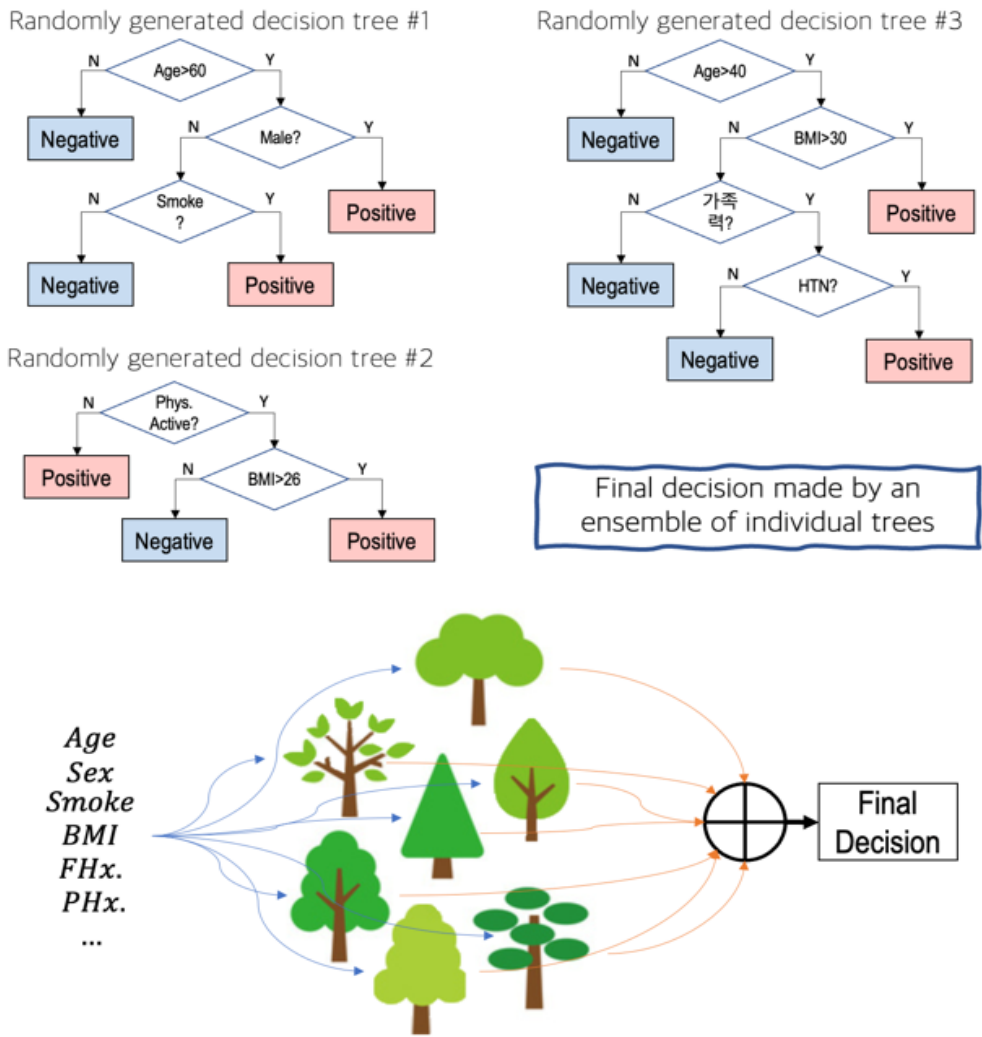 Randomly generated decision tree #1
N
Age>60
Y
Negative
N
Male?
Y
N
Smoke
?
Y
Positive
Negative
Positive
Randomly generated decision tree #2
N
Phys.
Active?
Y
Positive
N
BMI>26
Y
Negative
Positive
Randomly generated decision tree #3
N
Age>40
Y
Negative
N
BMI>30
Y
N
가족
력?
Y
Positive
Negative
N
HTN?
Y
Negative
Positive
Final decision made by an
ensemble of individual trees
Age
Sex
Smoke
BMI
FHx.
PHx.
...
Final
Decision